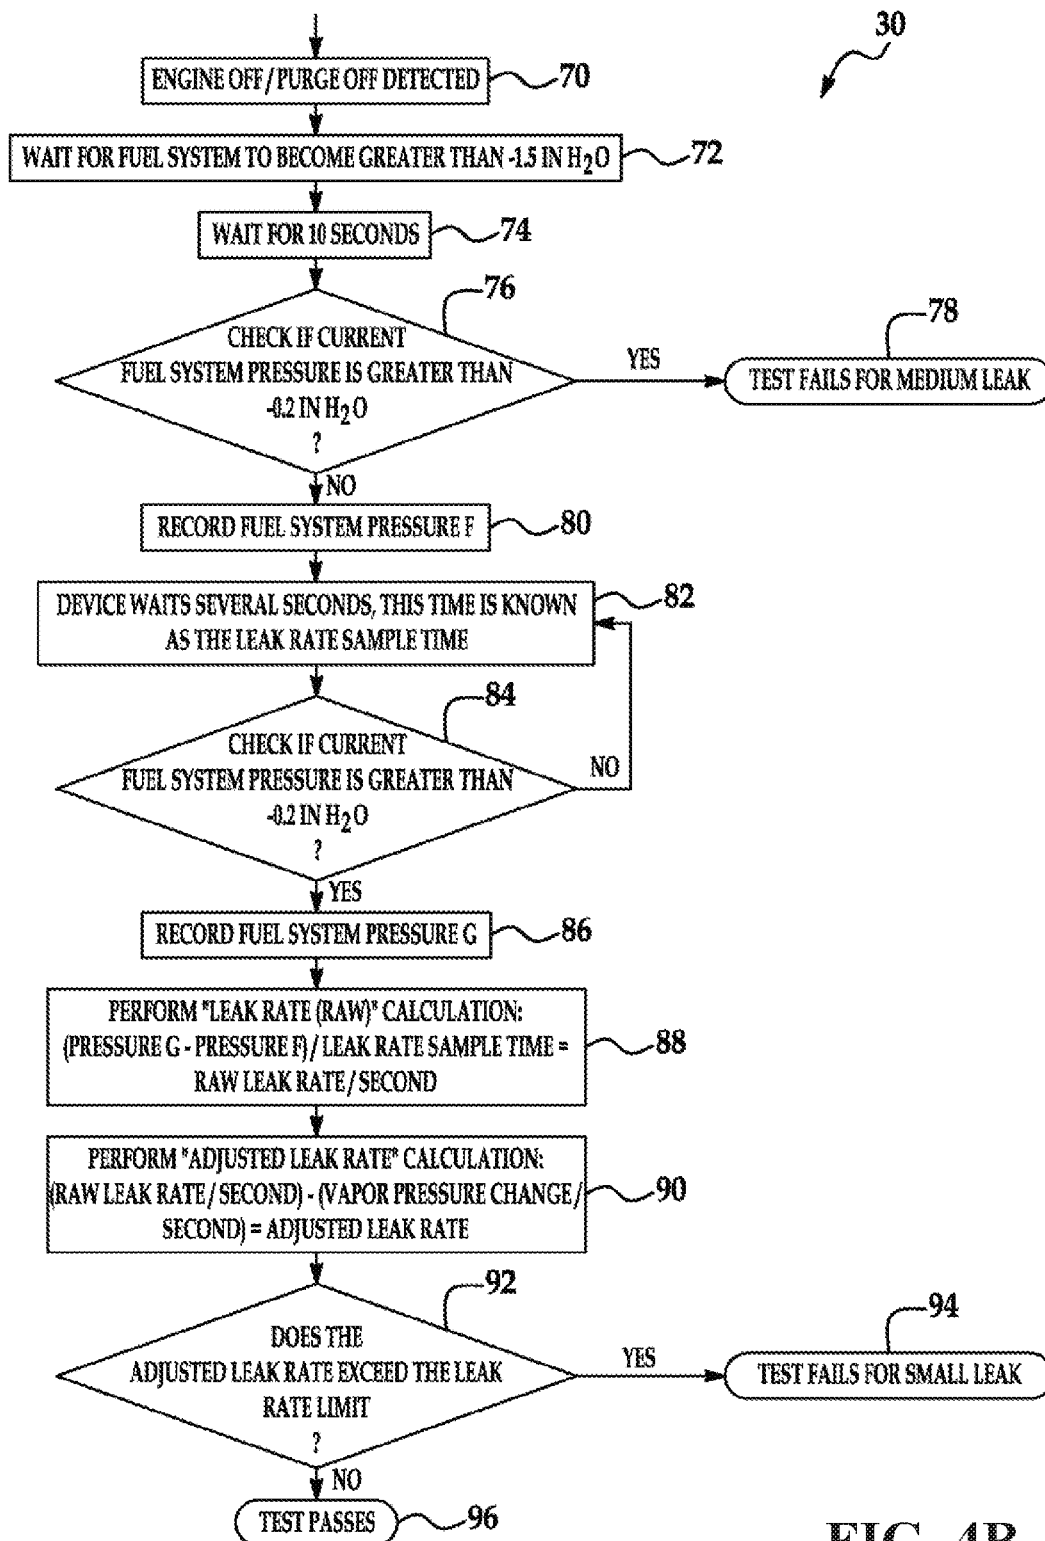 30
ENGINE OFF / PURGE OFF DETECTED
70
WAIT FOR FUEL SYSTEM TO BECOME GREATER THAN -1.5 IN H2O
72
WAIT FOR 10 SECONDS
74
76
CHECK IF CURRENT
FUEL SYSTEM PRESSURE IS GREATER THAN
-0.2 IN H2O
?
YES
78
TEST FAILS FOR MEDIUM LEAK
NO
RECORD FUEL SYSTEM PRESSURE F
80
DEVICE WAITS SEVERAL SECONDS, THIS TIME IS KNOWN
AS THE LEAK RATE SAMPLE TIME
82
84
CHECK IF CURRENT
FUEL SYSTEM PRESSURE IS GREATER THAN
-0.2 IN H2O
?
NO
YES
RECORD FUEL SYSTEM PRESSURE G
86
PERFORM "LEAK RATE (RAW)" CALCULATION:
(PRESSURE G - PRESSURE F) / LEAK RATE SAMPLE TIME =
RAW LEAK RATE / SECOND
88
PERFORM "ADJUSTED LEAK RATE" CALCULATION:
(RAW LEAK RATE / SECOND) - (VAPOR PRESSURE CHANGE /
SECOND) = ADJUSTED LEAK RATE
90
92
DOES THE
ADJUSTED LEAK RATE EXCEED THE LEAK
RATE LIMIT
?
YES
94
TEST FAILS FOR SMALL LEAK
NO
TEST PASSES
96
FIG. 4B